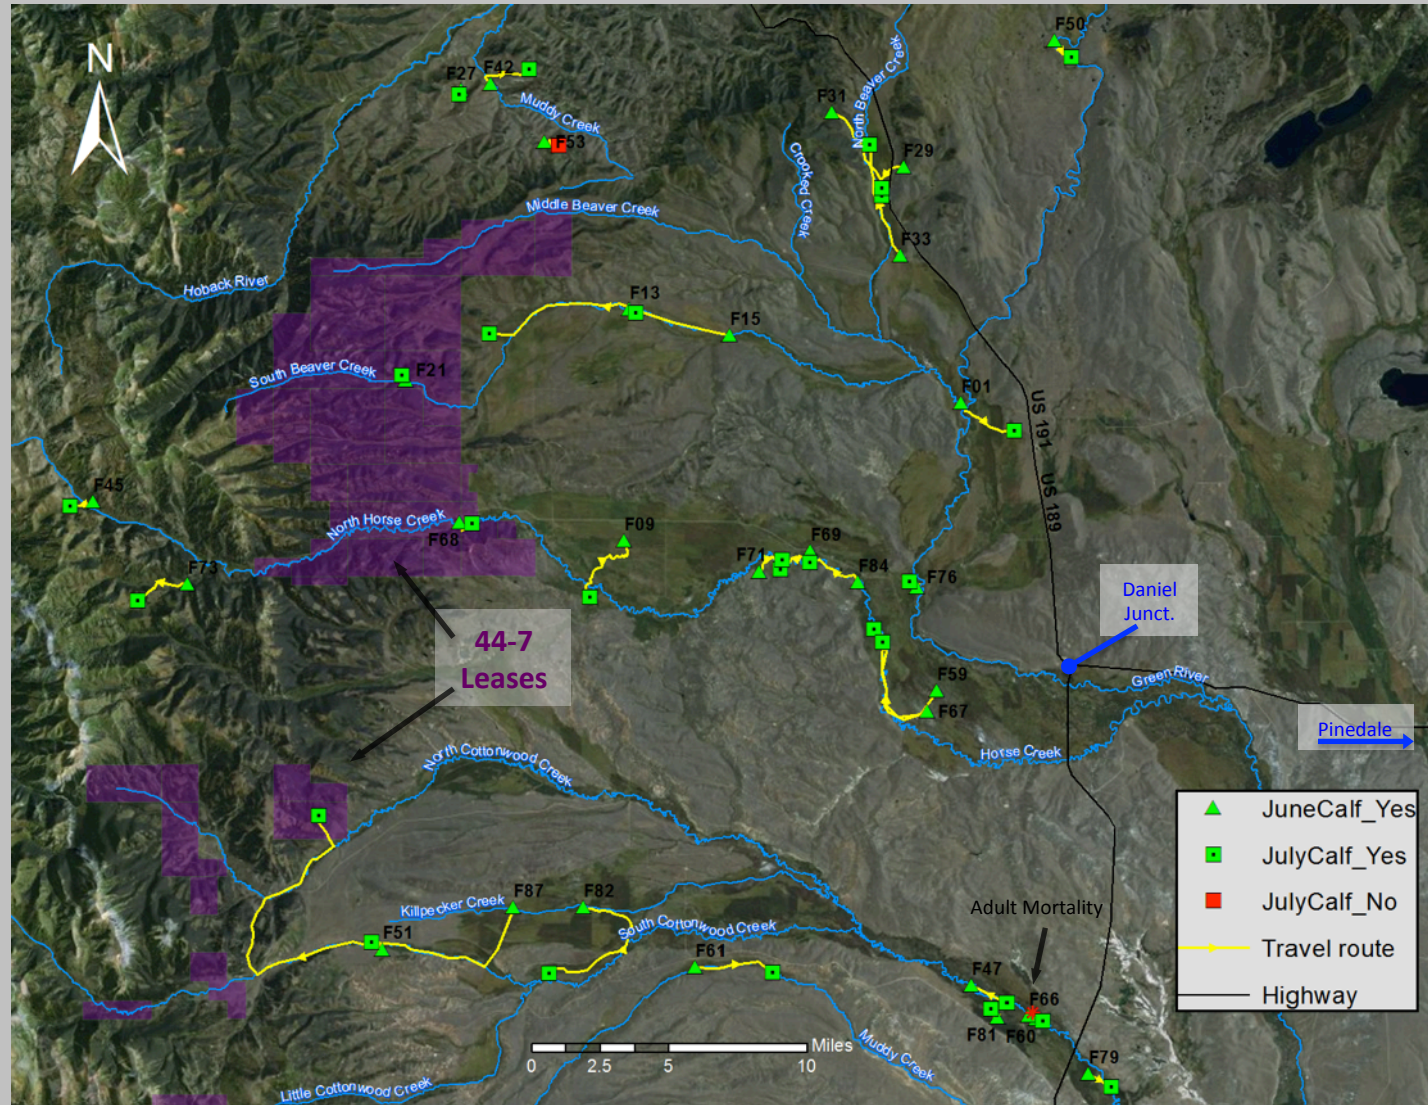 N
F50
F27
F42
Muddy Creek
F53
F31
North Beaver Creek
F29
Crooked Creek
F33
Middle Beaver Creek
Hoback River
F13
F15
South Beaver Creek
F21
F01
US 191
US 189
F45
North Horse Creek
F68
F09
F69
F71
F84
F76
F73
Daniel
Junct.
44-7
Leases
F59
F67
Green River
Pinedale
Horse Creek
North Cottonwood Creek
JuneCalf_Yes
JulyCalf_Yes
JulyCalf_No
Travel route
Highway
Killpecker Creek
F87
F82
Adult Mortality
South Cottonwood Creek
F51
F61
F47
F66
F81
F60
Muddy Creek
F79
Miles
0 2.5 5 10
Little Cottonwood Creek